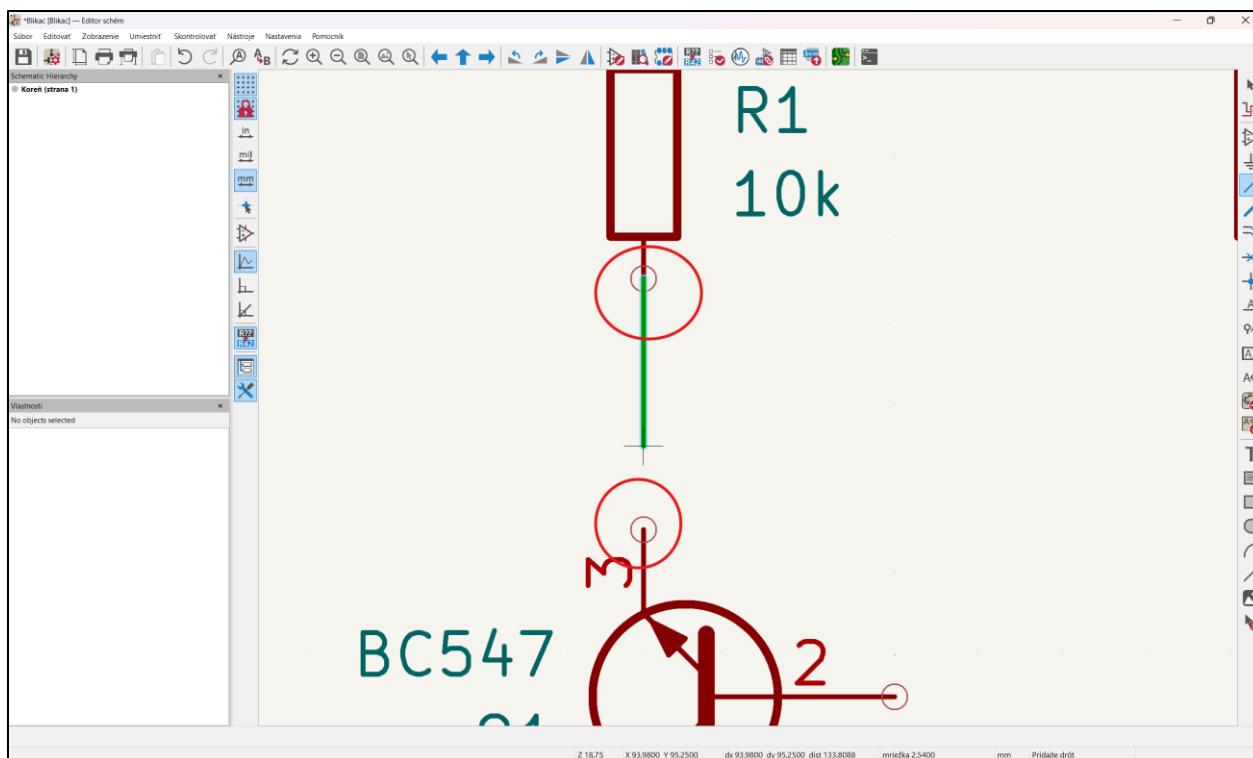 *Blikac [Blikac] — Editor schém
Súbor Editovať Zobrazenie Umiestniť Skontrolovať Nástroje Nastavenia Pomocník
Schematic Hierarchy
Koreň (strana 1)
in
mil
mm
R??
R42
Vlastnosti
No objects selected
R1
10k
3
BC547
2
Z 18,75 X 93,9800 Y 95,2500 dx 93,9800 dy 95,2500 dist 133,8088 mriežka 2,5400 mm Pridajte drôt